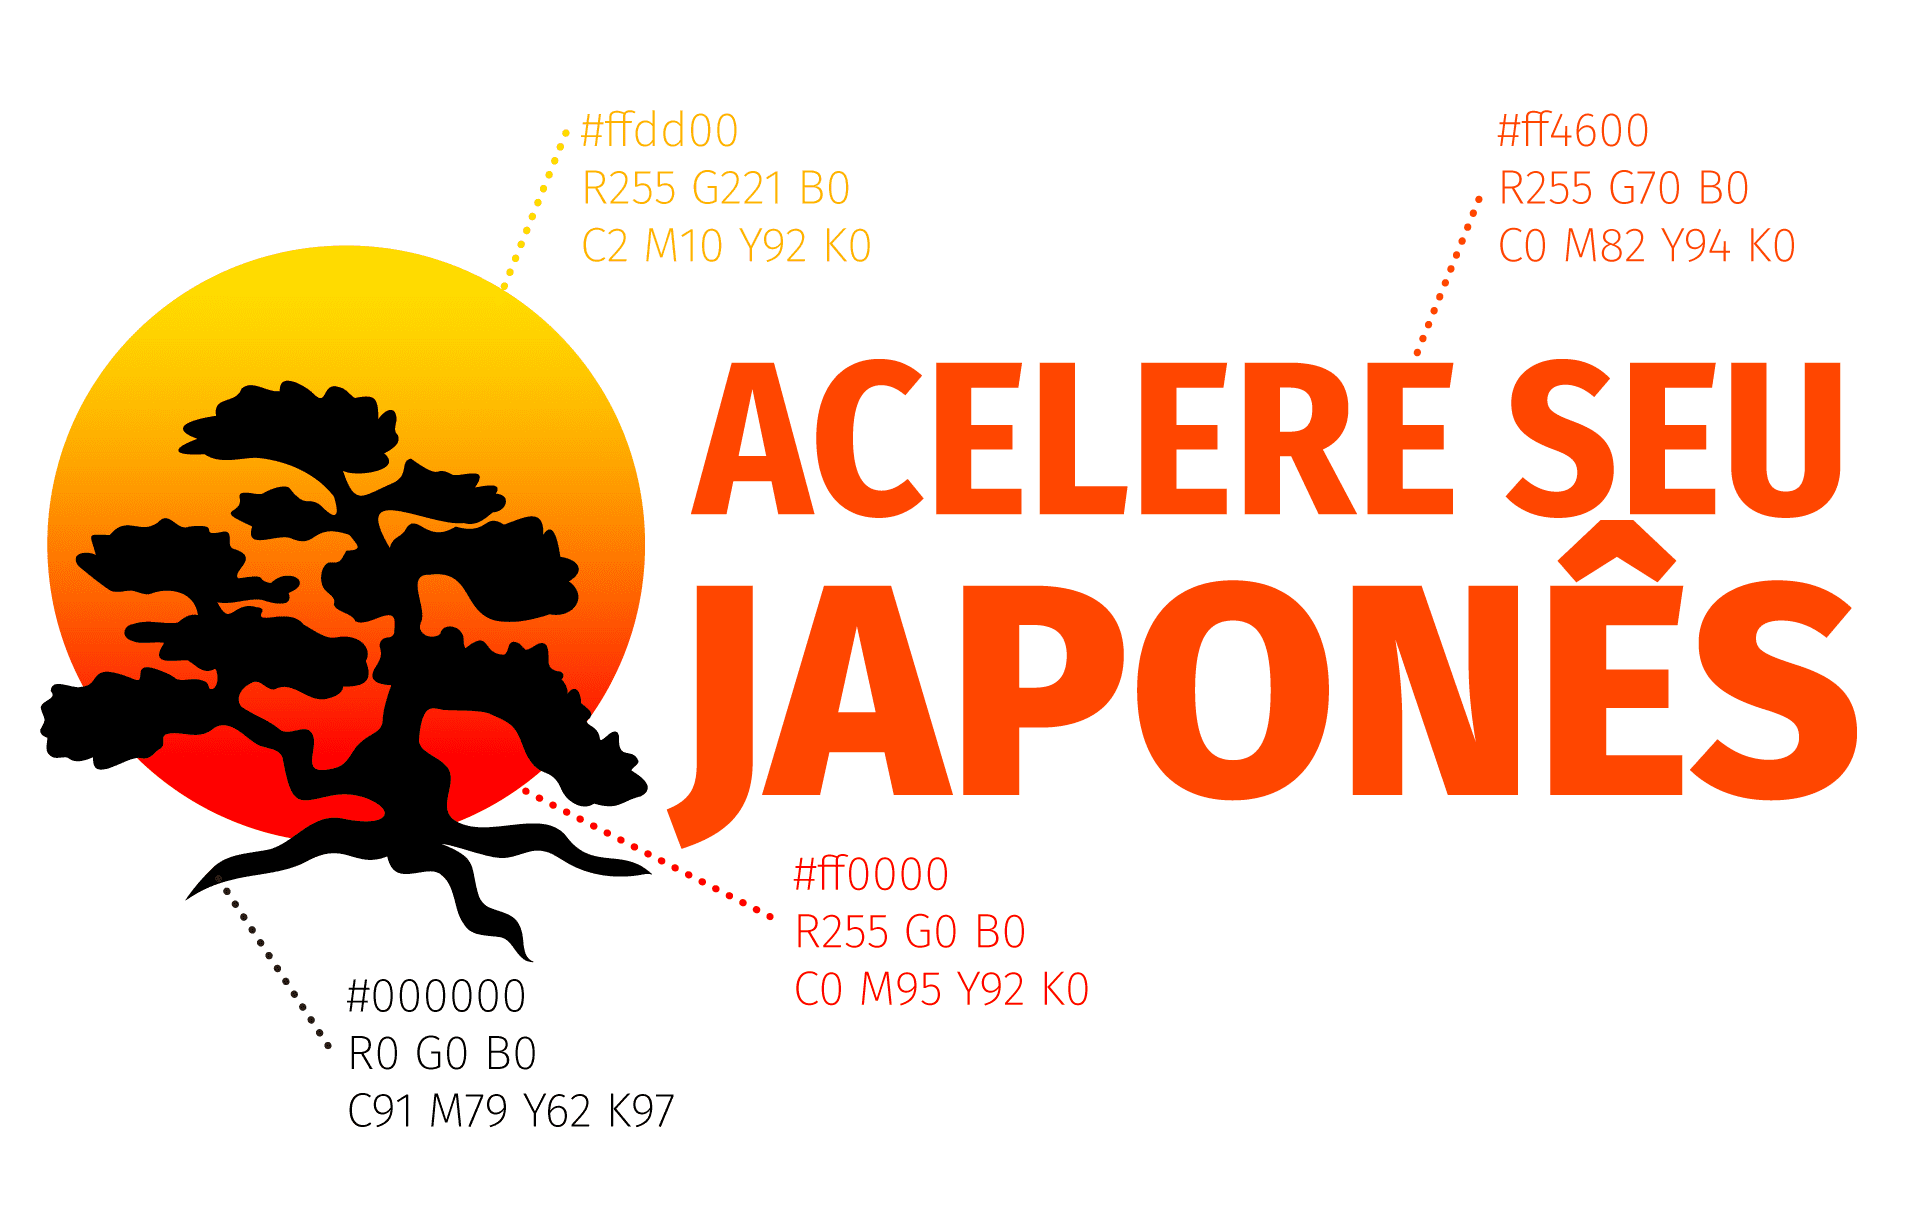 #ffdd00
R255 G221 B0
C2 M10 Y92 K0
#ff4600
R255 G70 B0
C0 M82 Y94 K0
ACELERE SEU
JAPONÊS
#ff0000
R255 G0 B0
C0 M95 Y92 K0
#000000
R0 G0 B0
C91 M79 Y62 K97